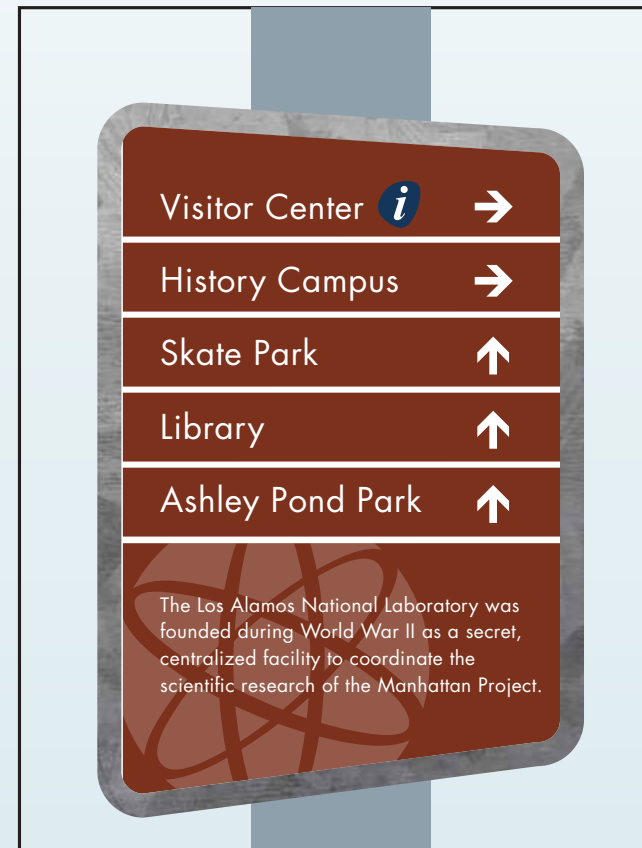 Visitor Center i →
History Campus →
Skate Park ↑
Library ↑
Ashley Pond Park ↑
The Los Alamos National Laboratory was
founded during World War II as a secret,
centralized facility to coordinate the
scientific research of the Manhattan Project.